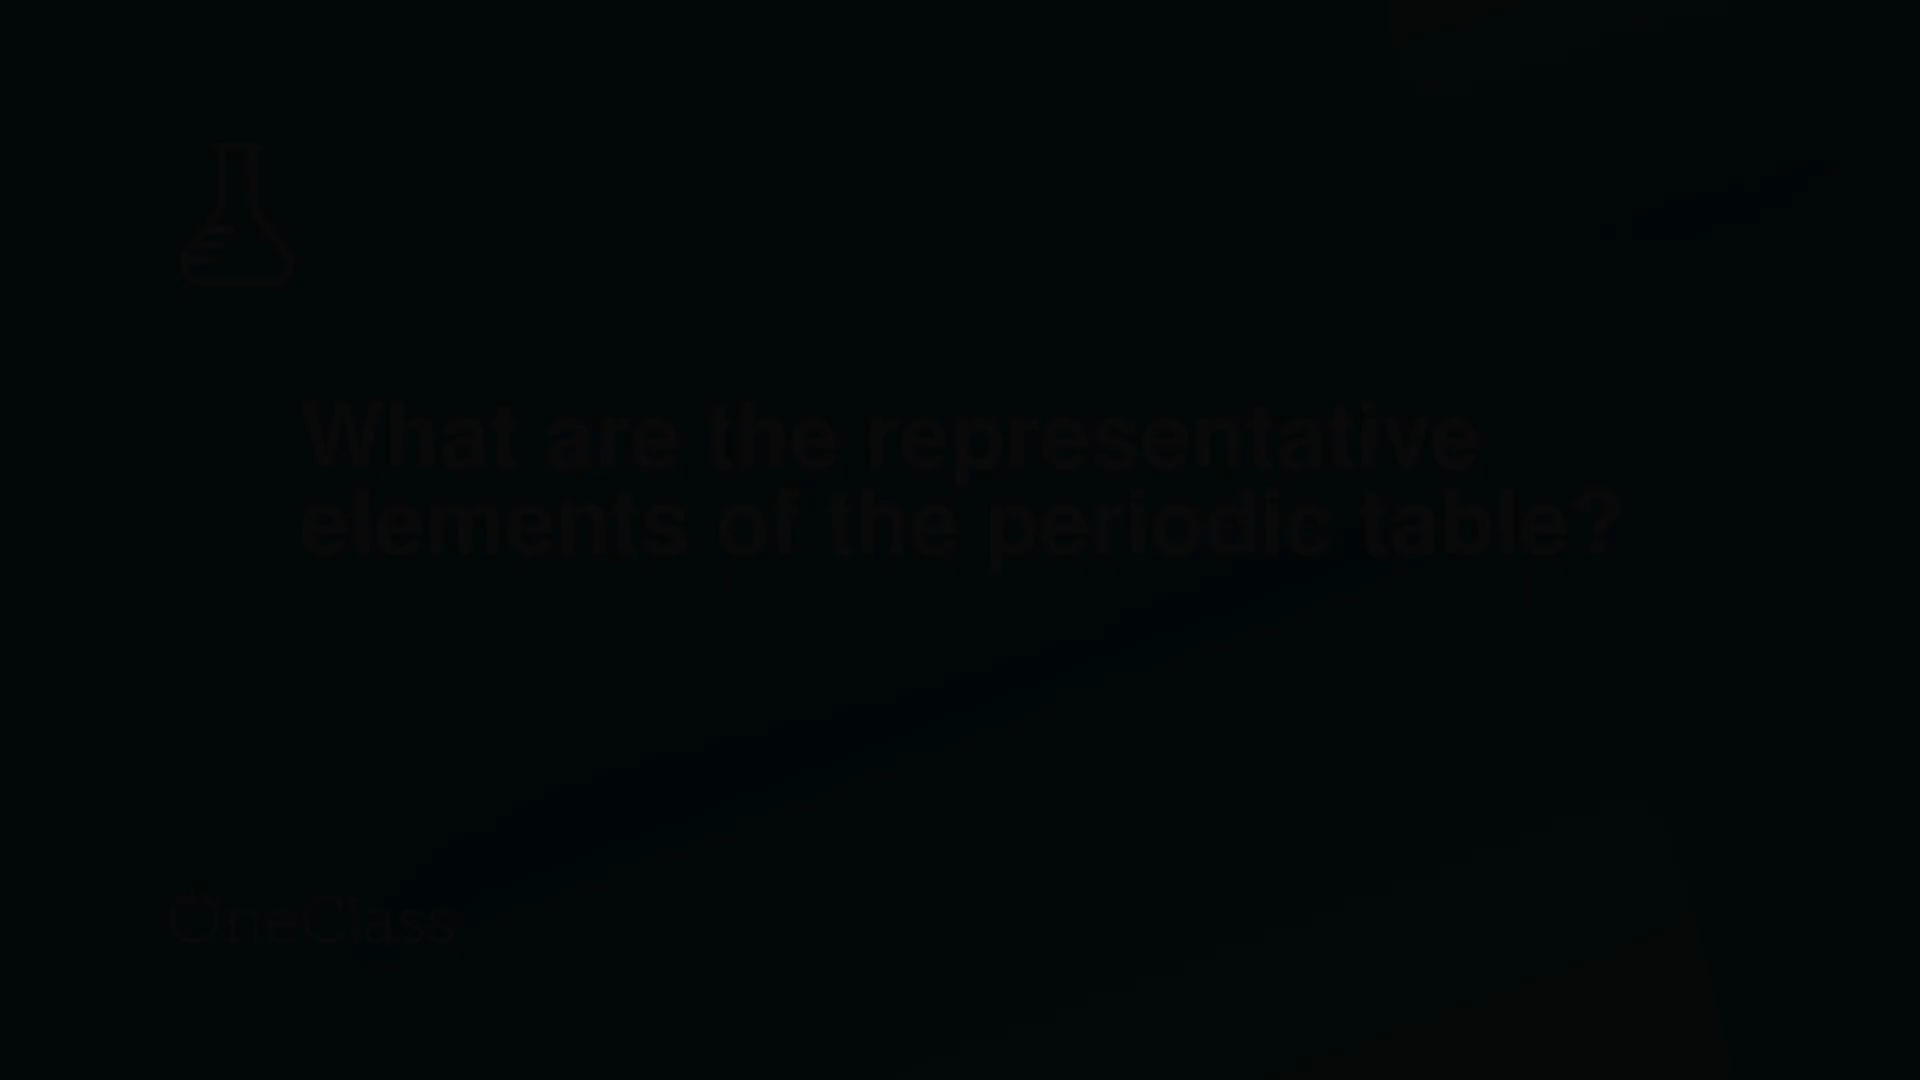 What are the representative
elements of the periodic table?
OneClass